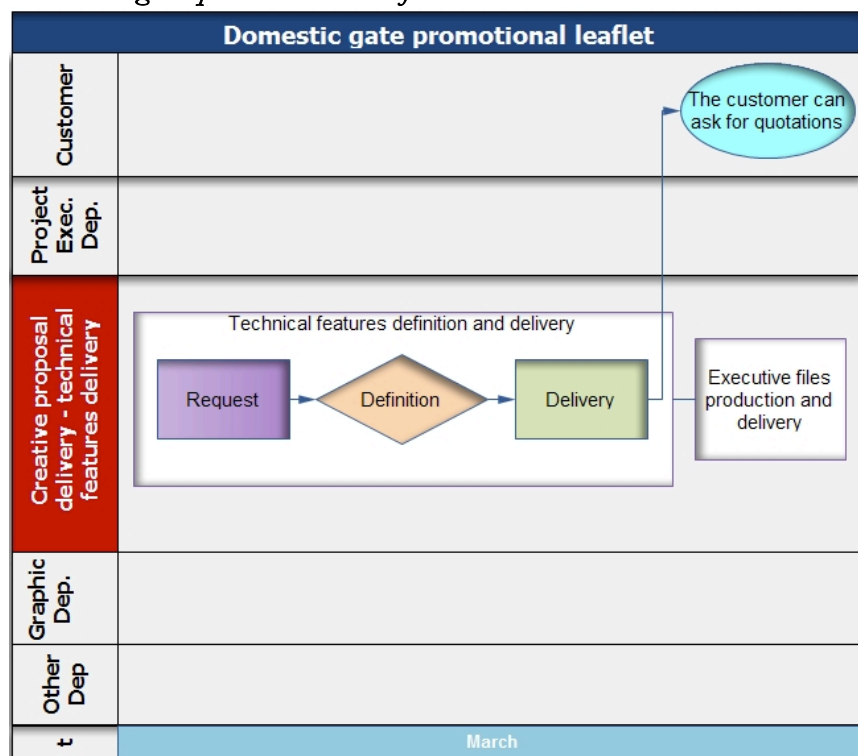 Domestic gate promotional leaflet
Customer
The customer can
ask for quotations
Project
Exec.
Dep.
Creative proposal
delivery - technical
features delivery
Technical features definition and delivery
Request
Definition
Delivery
Executive files
production and
delivery
Graphic
Dep.
Other
Dep
t
March